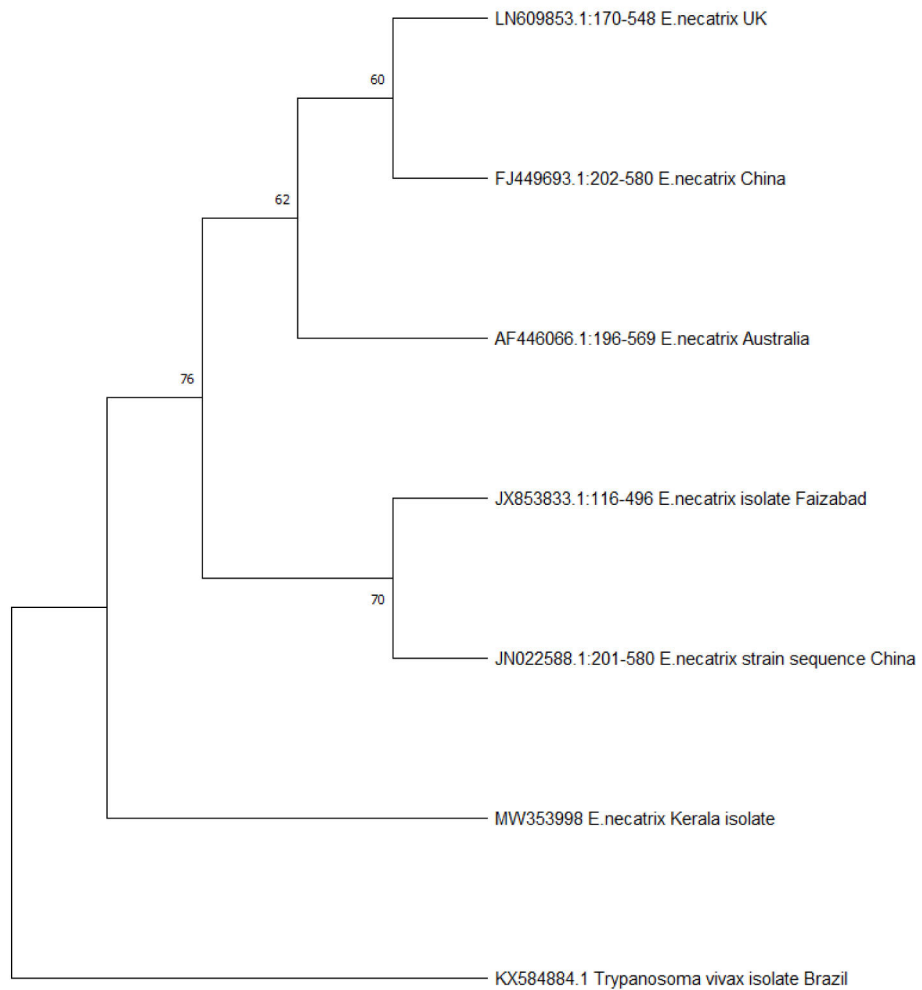 LN609853.1:170-548 E.necatrix UK
60
FJ449693.1:202-580 E.necatrix China
62
AF446066.1:196-569 E.necatrix Australia
76
JX853833.1:116-496 E.necatrix isolate Faizabad
70
JN022588.1:201-580 E.necatrix strain sequence China
MW353998 E.necatrix Kerala isolate
KX584884.1 Trypanosoma vivax isolate Brazil